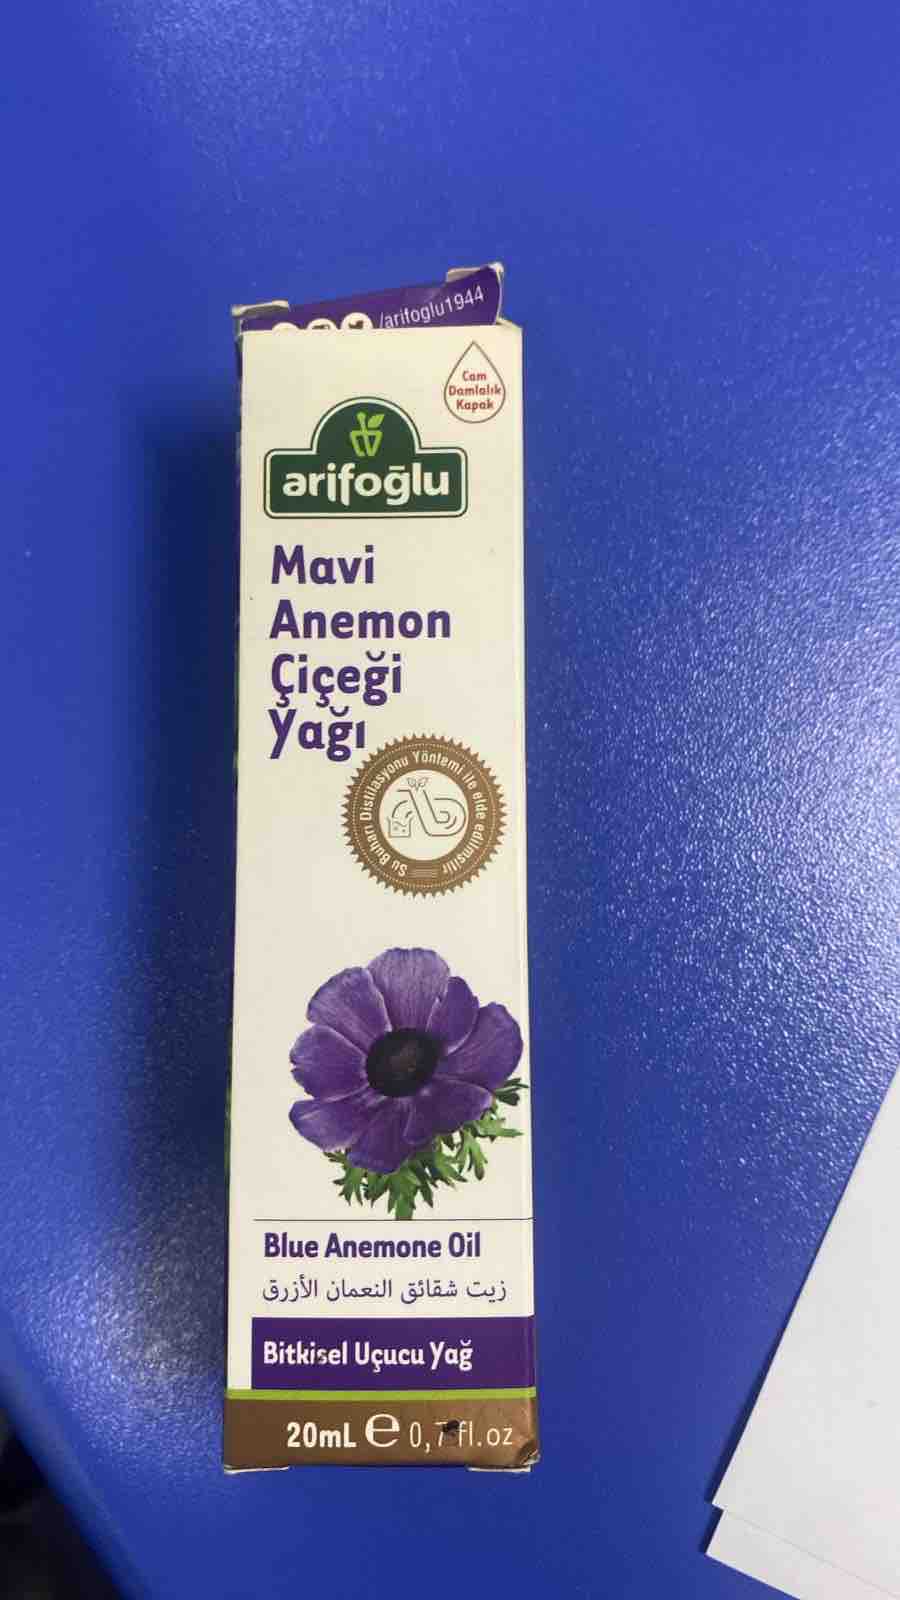 /arifoglu1944
Cam
Damlalık
Kapak
arifoğlu
Mavi
Anemon
Çiçeği
Yağı
Su Buharı Distilasyonu Yöntemi ile elde edilmiştir
Blue Anemone Oil
زيت شقائق النعمان الأزرق
Bitkisel Uçucu Yağ
20mL e 0,7 fl.oz